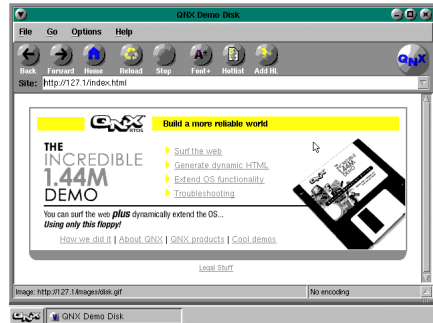 QNX Demo Disk
File Go Options Help
Back Forward Home Reload Stop Font+ Hotlist Add HL
QNX
Site: http://127.1/index.html
QNX RTOS Build a more reliable world
THE
INCREDIBLE
1.44M
DEMO
Surf the web
Generate dynamic HTML
Extend OS functionality
Troubleshooting
You can surf the web plus dynamically extend the OS...
Using only this floppy!
How we did it | About QNX | QNX products | Cool demos
Legal Stuff
Image: http://127.1/images/disk.gif No encoding
QNX QNX Demo Disk